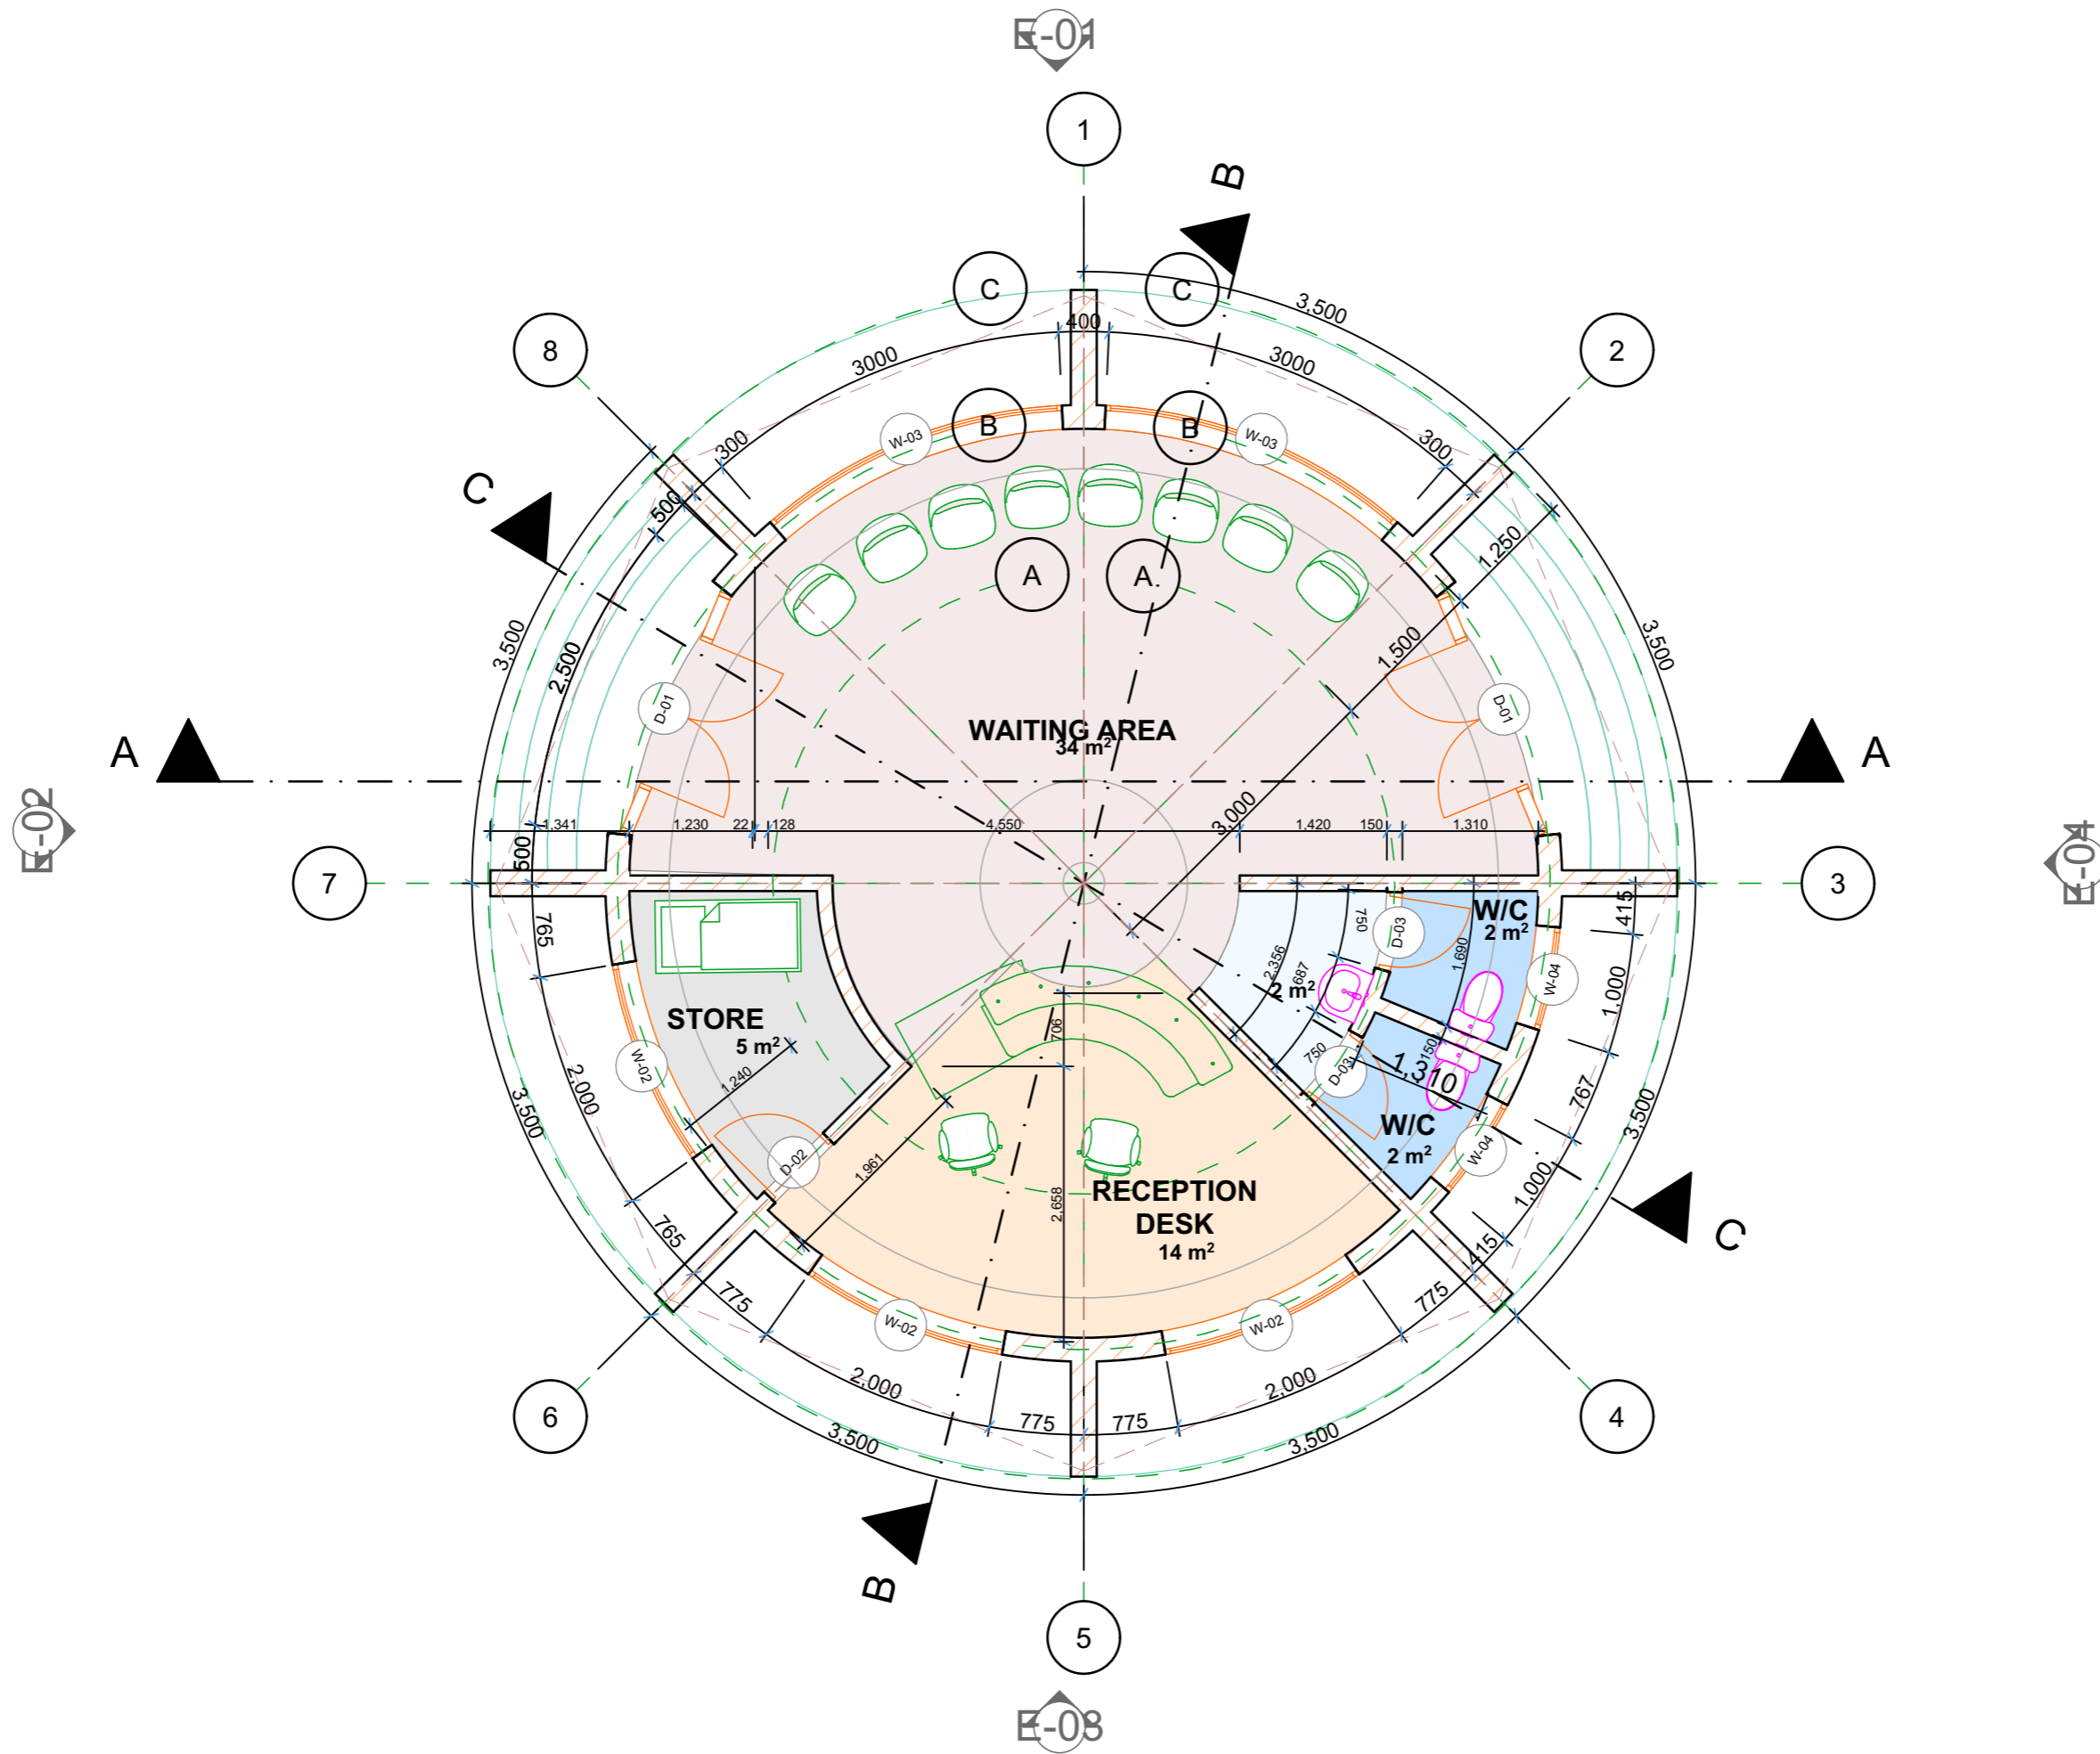 E-01
1
B
C
C
3,500
400
8
2
3000
3000
W-03
B
B
W-03
300
300
C
500
1,250
A
A
3,500
2,500
3,500
1,500
D-01
D-01
WAITING AREA
34 m²
A
A
E-02
3,000
1,341
1,230
22
128
4,550
1,420
150
1,310
500
7
3
E-04
765
W/C
2 m²
415
750
D-03
1,690
2,356
687
2 m²
W-04
1,000
STORE
5 m²
706
W-02
1,240
2,000
750
D-03
150
1,310
767
3,500
3,500
W/C
2 m²
W-04
D-02
1,961
2,658
RECEPTION
DESK
14 m²
1,000
765
C
415
775
775
W-02
W-02
2,000
2,000
775
775
3,500
3,500
6
4
B
5
E-03